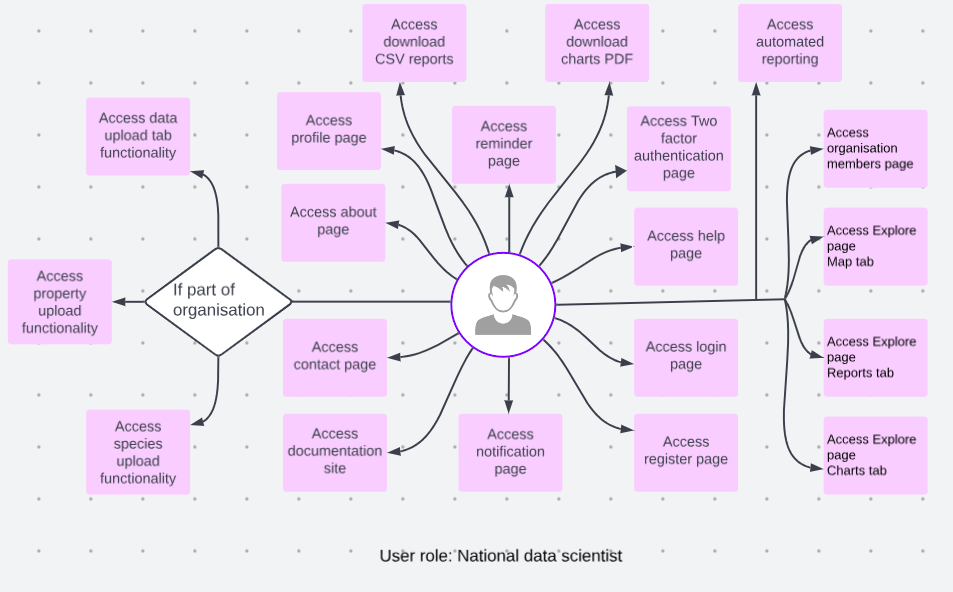 Access
download
CSV reports
Access
download
charts PDF
Access
automated
reporting
Access data
upload tab
functionality
Access
profile page
Access
reminder
page
Access Two
factor
authentication
page
Access
organisation
members page
Access about
page
Access help
page
Access Explore
page
Map tab
Access
property
upload
functionality
If part of
organisation
Access
contact page
Access login
page
Access Explore
page
Reports tab
Access
species
upload
functionality
Access
documentation
site
Access
notification
page
Access
register page
Access Explore
page
Charts tab
User role: National data scientist